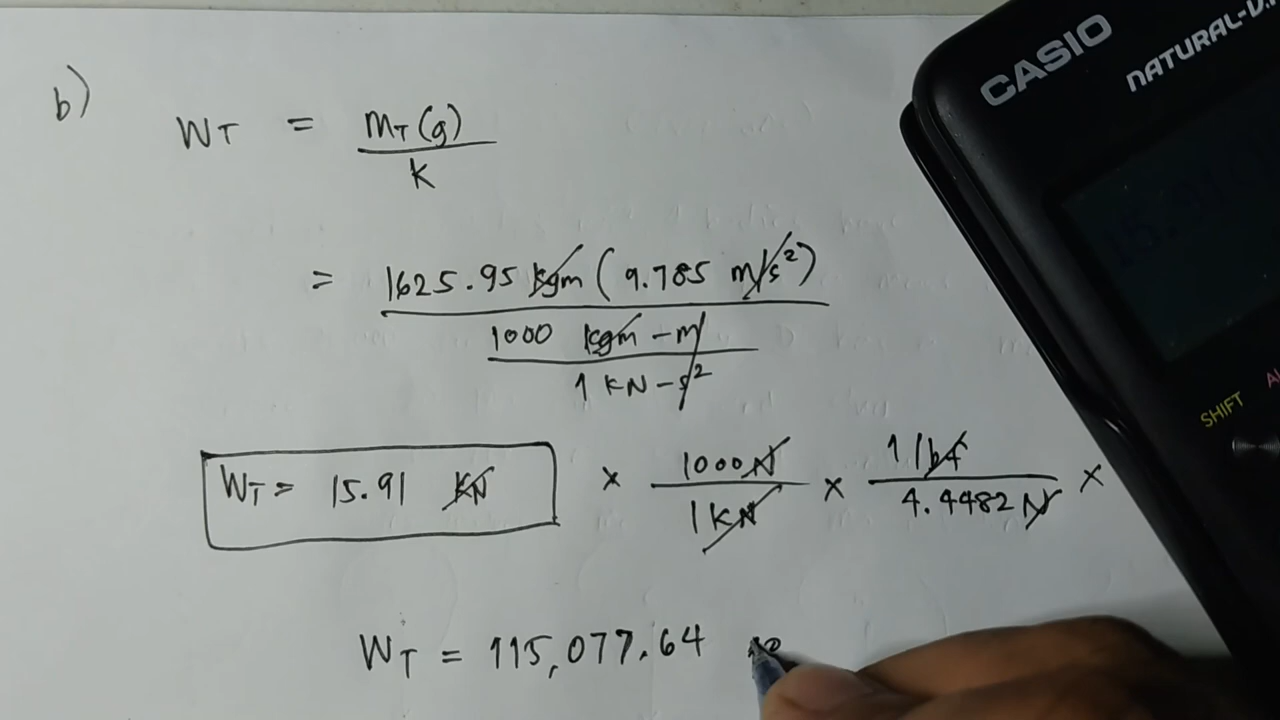 CASIO
NATURAL-V.P
SHIFT
b)
WT = mT(g)
K
= 1625.95 kgm (9.785 m/s²)
1000 kgm - m
1 KN - s²
WT = 15.91 KN × 1000 N × 1 lbf ×
1 KN 4.4482 N
WT = 115,077.64